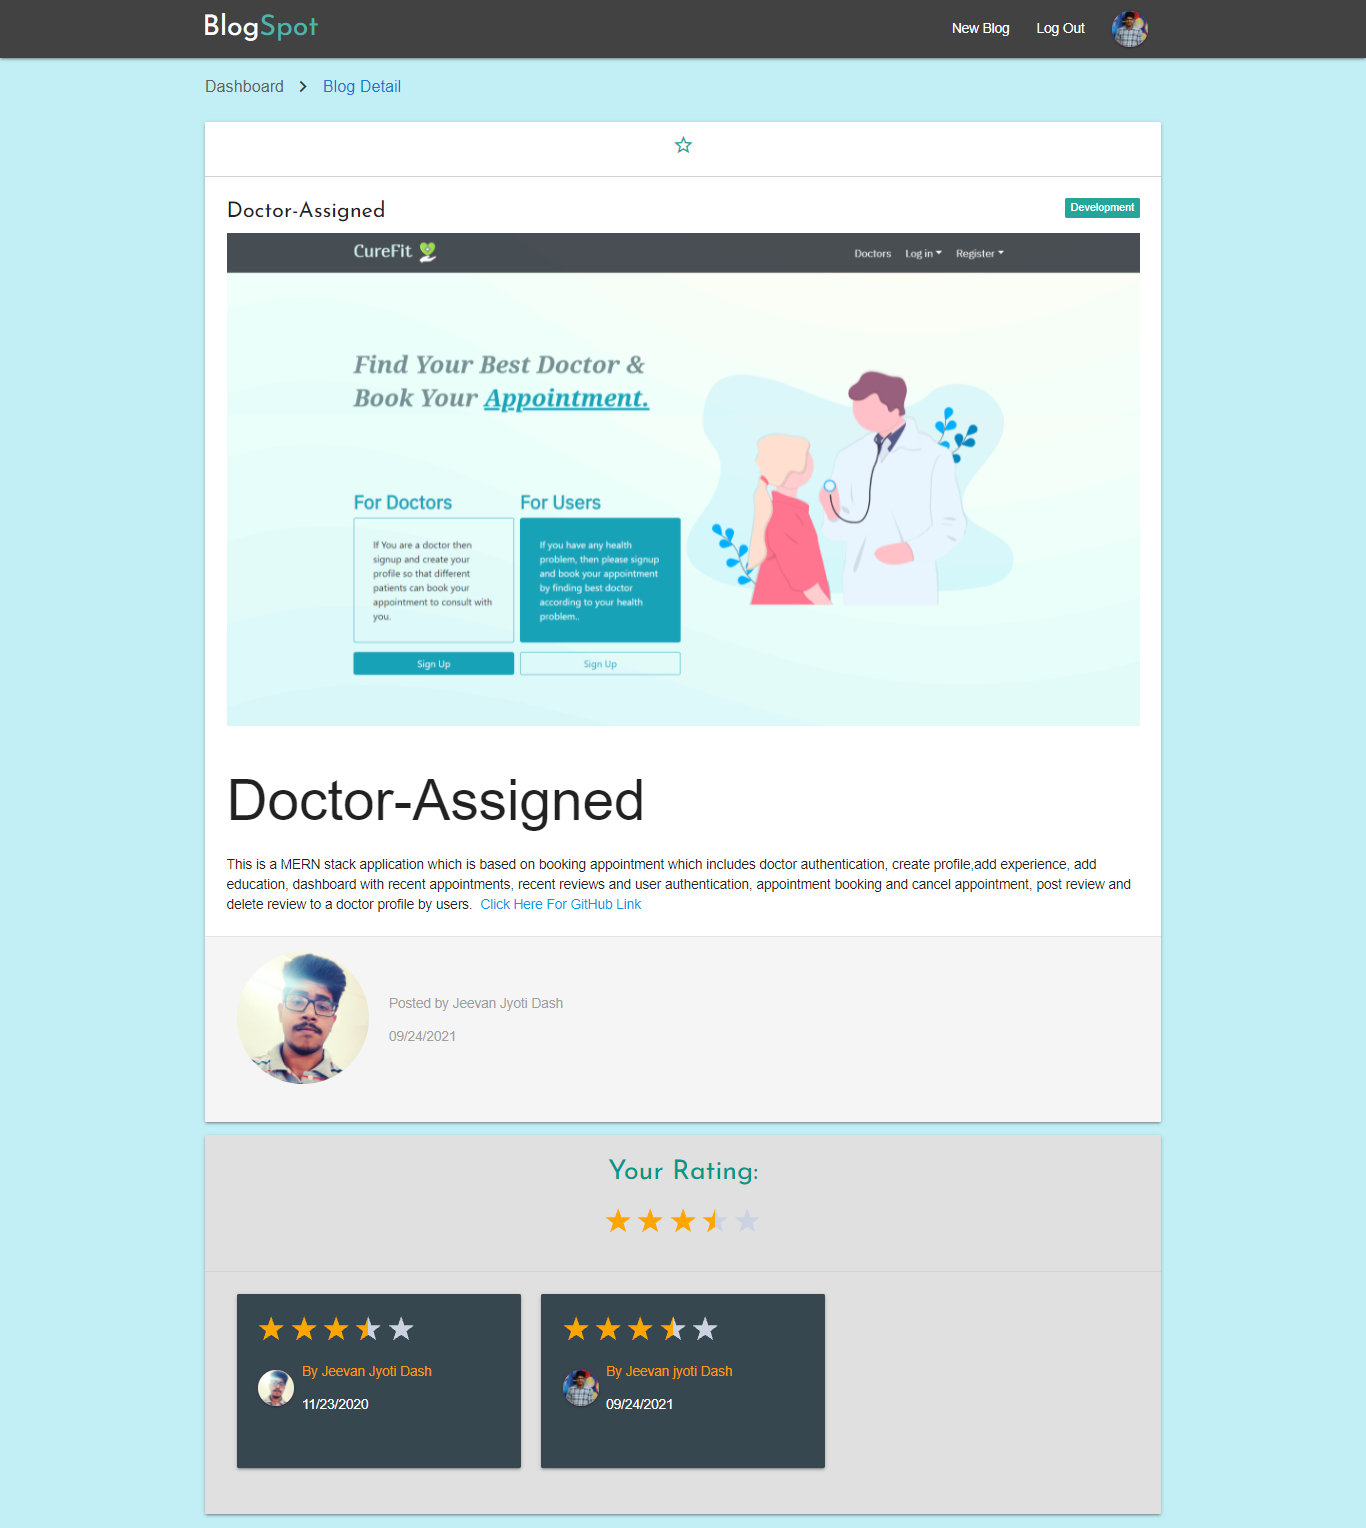 BlogSpot
New Blog
Log Out
Dashboard
Blog Detail
Doctor-Assigned
Development
CureFit
Doctors
Log in
Register
Find Your Best Doctor &
Book Your Appointment.
For Doctors
If You are a doctor then
signup and create your
profile so that different
patients can book your
appointment to consult with
you.
Sign Up
For Users
If you have any health
problem, then please signup
and book your appointment
by finding best doctor
according to your health
problem..
Sign Up
Doctor-Assigned
This is a MERN stack application which is based on booking appointment which includes doctor authentication, create profile,add experience, add
education, dashboard with recent appointments, recent reviews and user authentication, appointment booking and cancel appointment, post review and
delete review to a doctor profile by users. Click Here For GitHub Link
Posted by Jeevan Jyoti Dash
09/24/2021
Your Rating:
By Jeevan Jyoti Dash
11/23/2020
By Jeevan jyoti Dash
09/24/2021